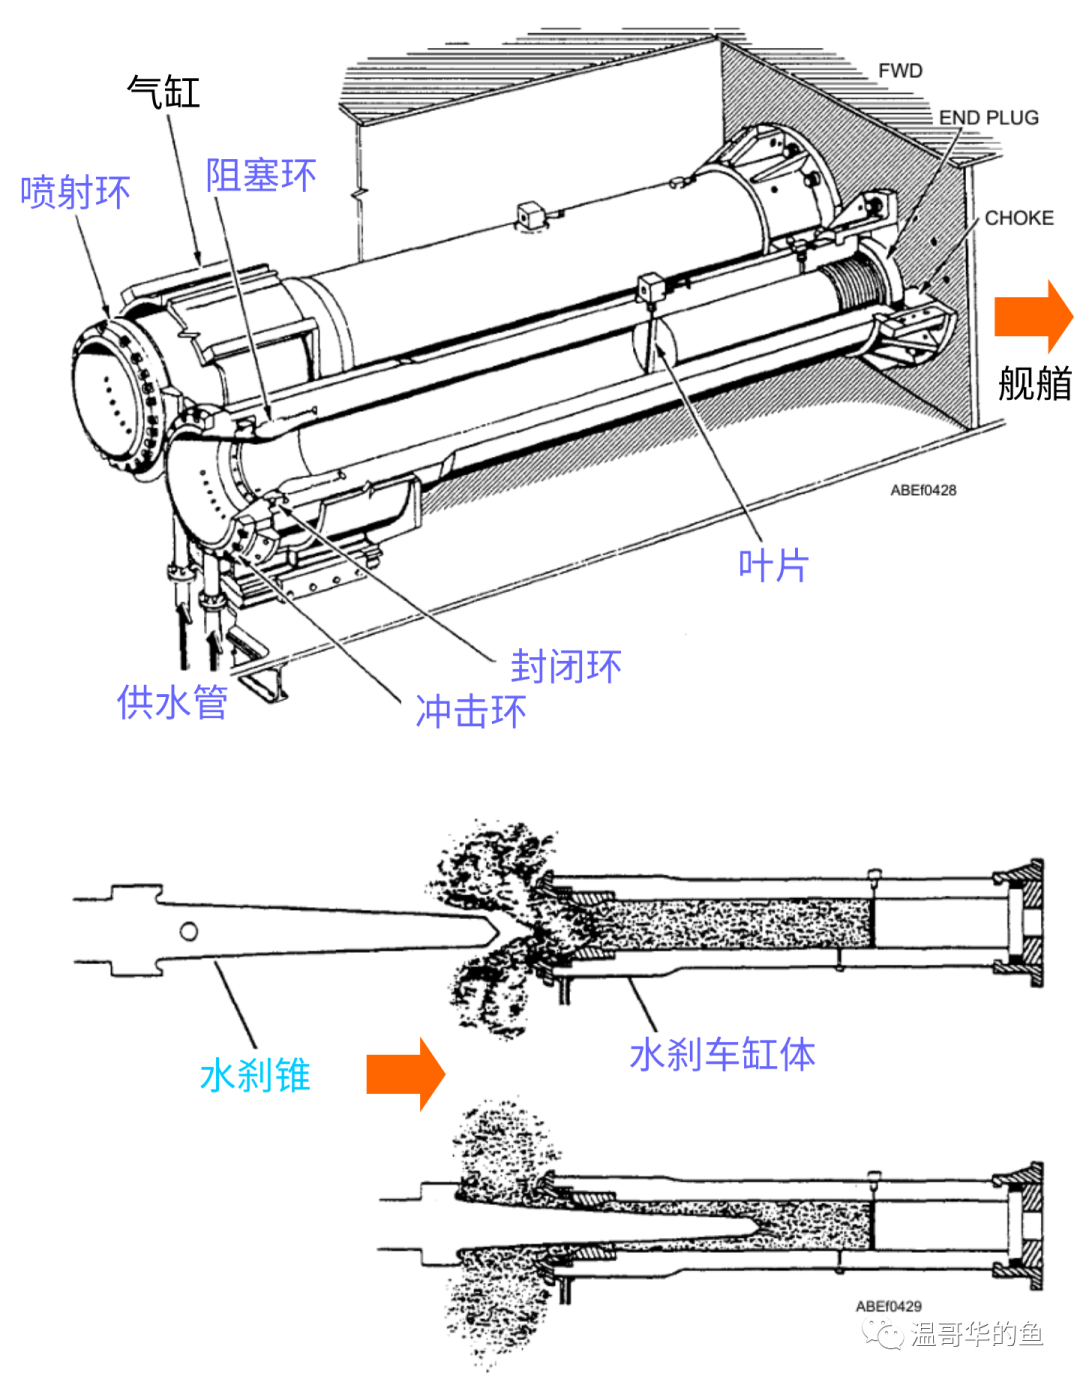 FWD
气缸
END PLUG
阻塞环
喷射环
CHOKE
舰艏
ABEf0428
叶片
封闭环
供水管
冲击环
水刹车缸体
水刹锥
ABEf0429
温哥华的鱼